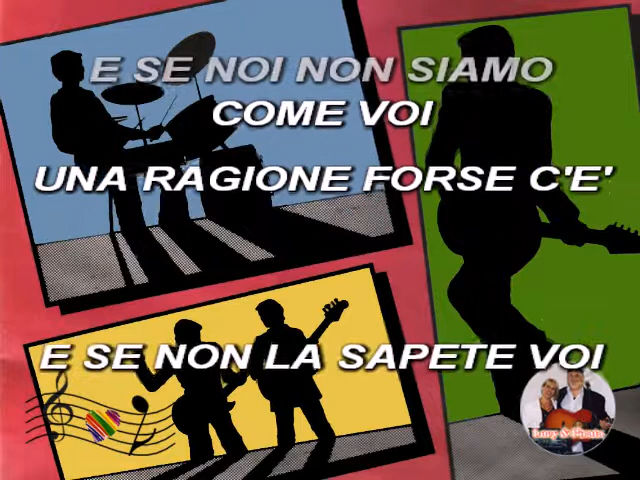 E SE NOI NON SIAMO
COME VOI
UNA RAGIONE FORSE C'E'
E SE NON LA SAPETE VOI